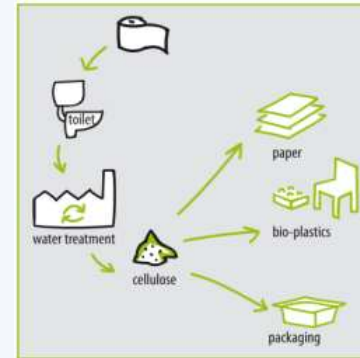 toilet
paper
water treatment
bio-plastics
cellulose
packaging